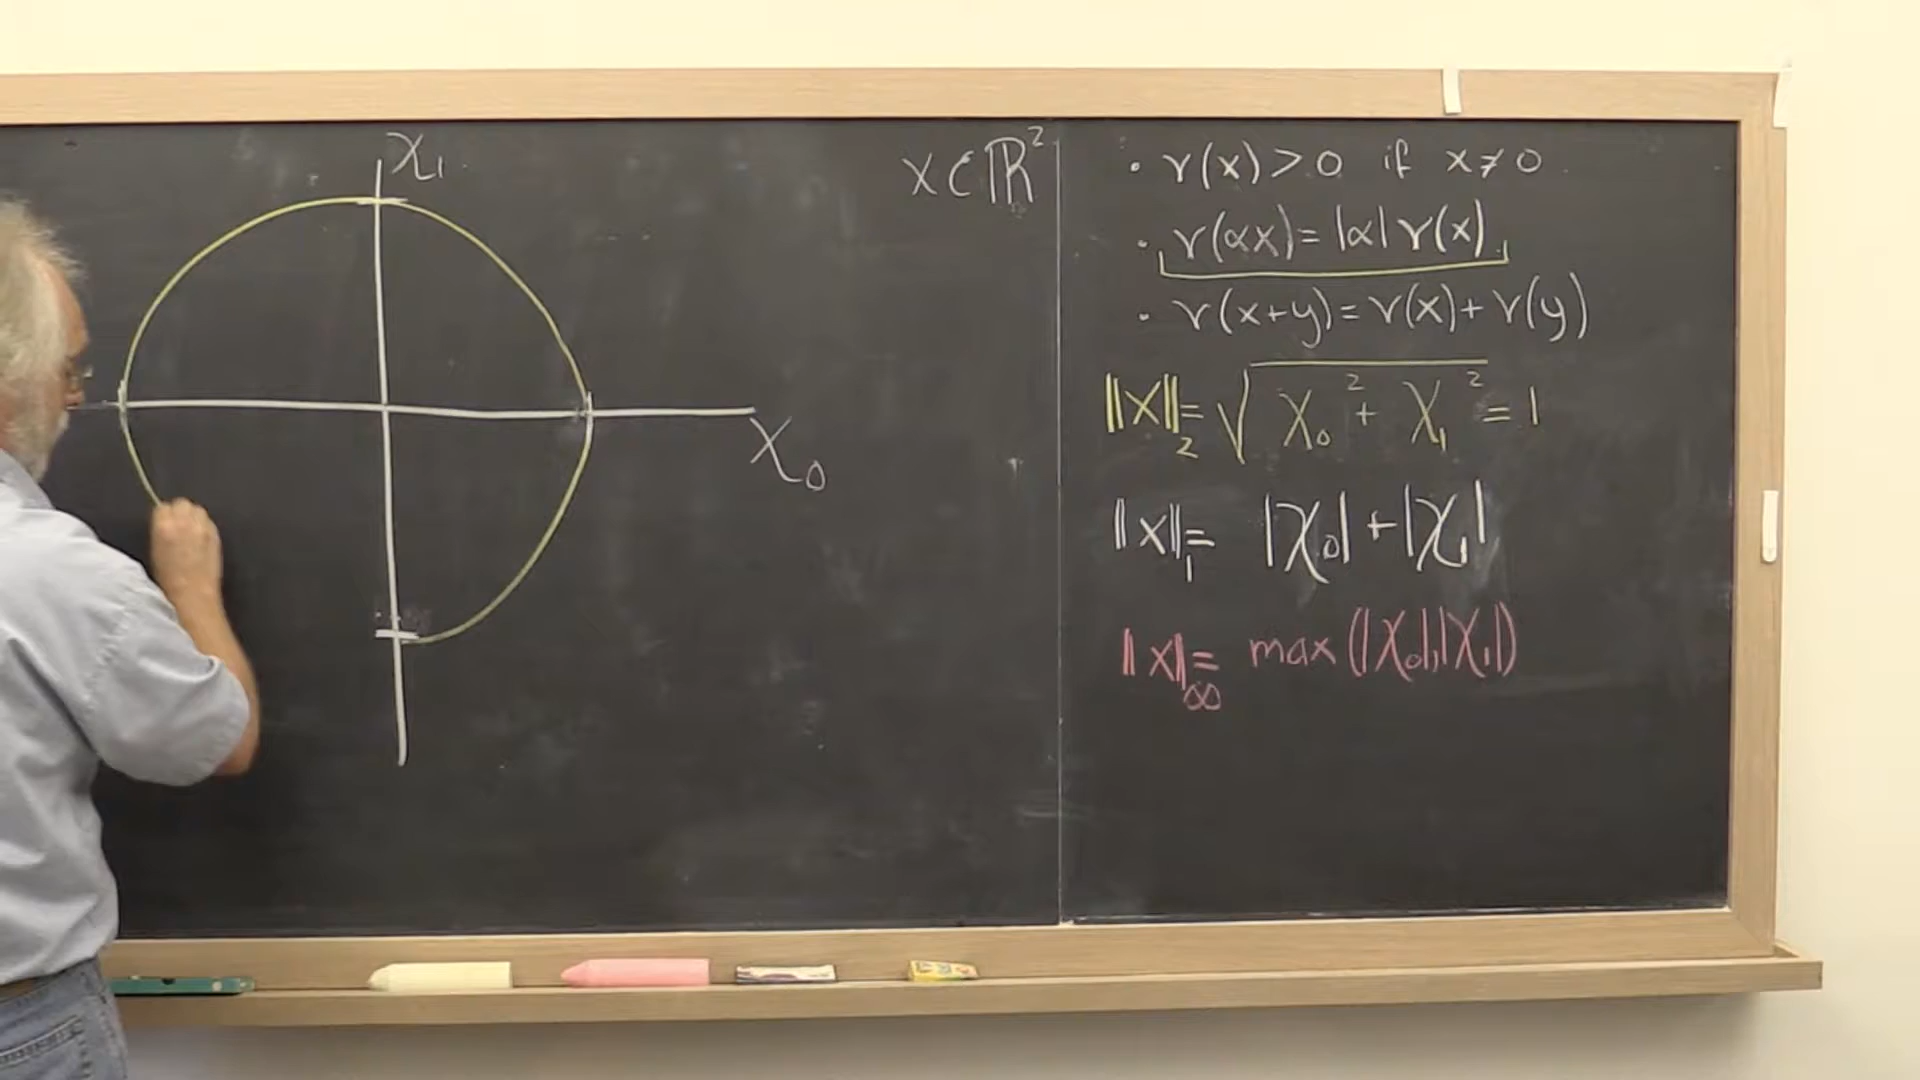 χ₁
x ∈ ℝ²
χ₀
· ν(x) > 0 if x ≠ 0
· ν(αx) = |α| ν(x)
· ν(x+y) = ν(x) + ν(y)
||x||₂ = √(χ₀² + χ₁²) = 1
||x||₁ = |χ₀| + |χ₁|
||x||∞ = max(|χ₀|,|χ₁|)